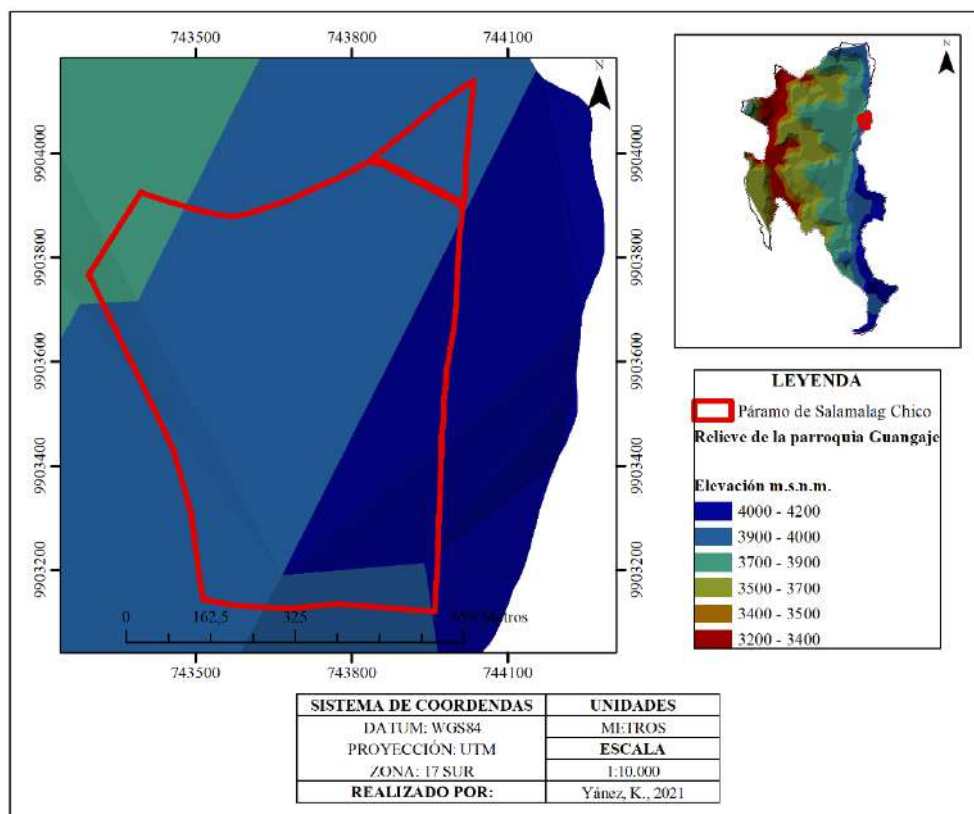 743500 743800 744100
N
N
9904000 9904000
9903800 9903800
9903600 9903600
9903400 9903400
9903200 9903200
0 162,5 325 650 Metros
743500 743800 744100
LEYENDA
Páramo de Salamalag Chico
Relieve de la parroquia Guangaje
Elevación m.s.n.m.
4000 - 4200
3900 - 4000
3700 - 3900
3500 - 3700
3400 - 3500
3200 - 3400
SISTEMA DE COORDENDAS UNIDADES
DATUM: WGS84 METROS
PROYECCIÓN: UTM ESCALA
ZONA: 17 SUR 1:10.000
REALIZADO POR: Yánez, K., 2021